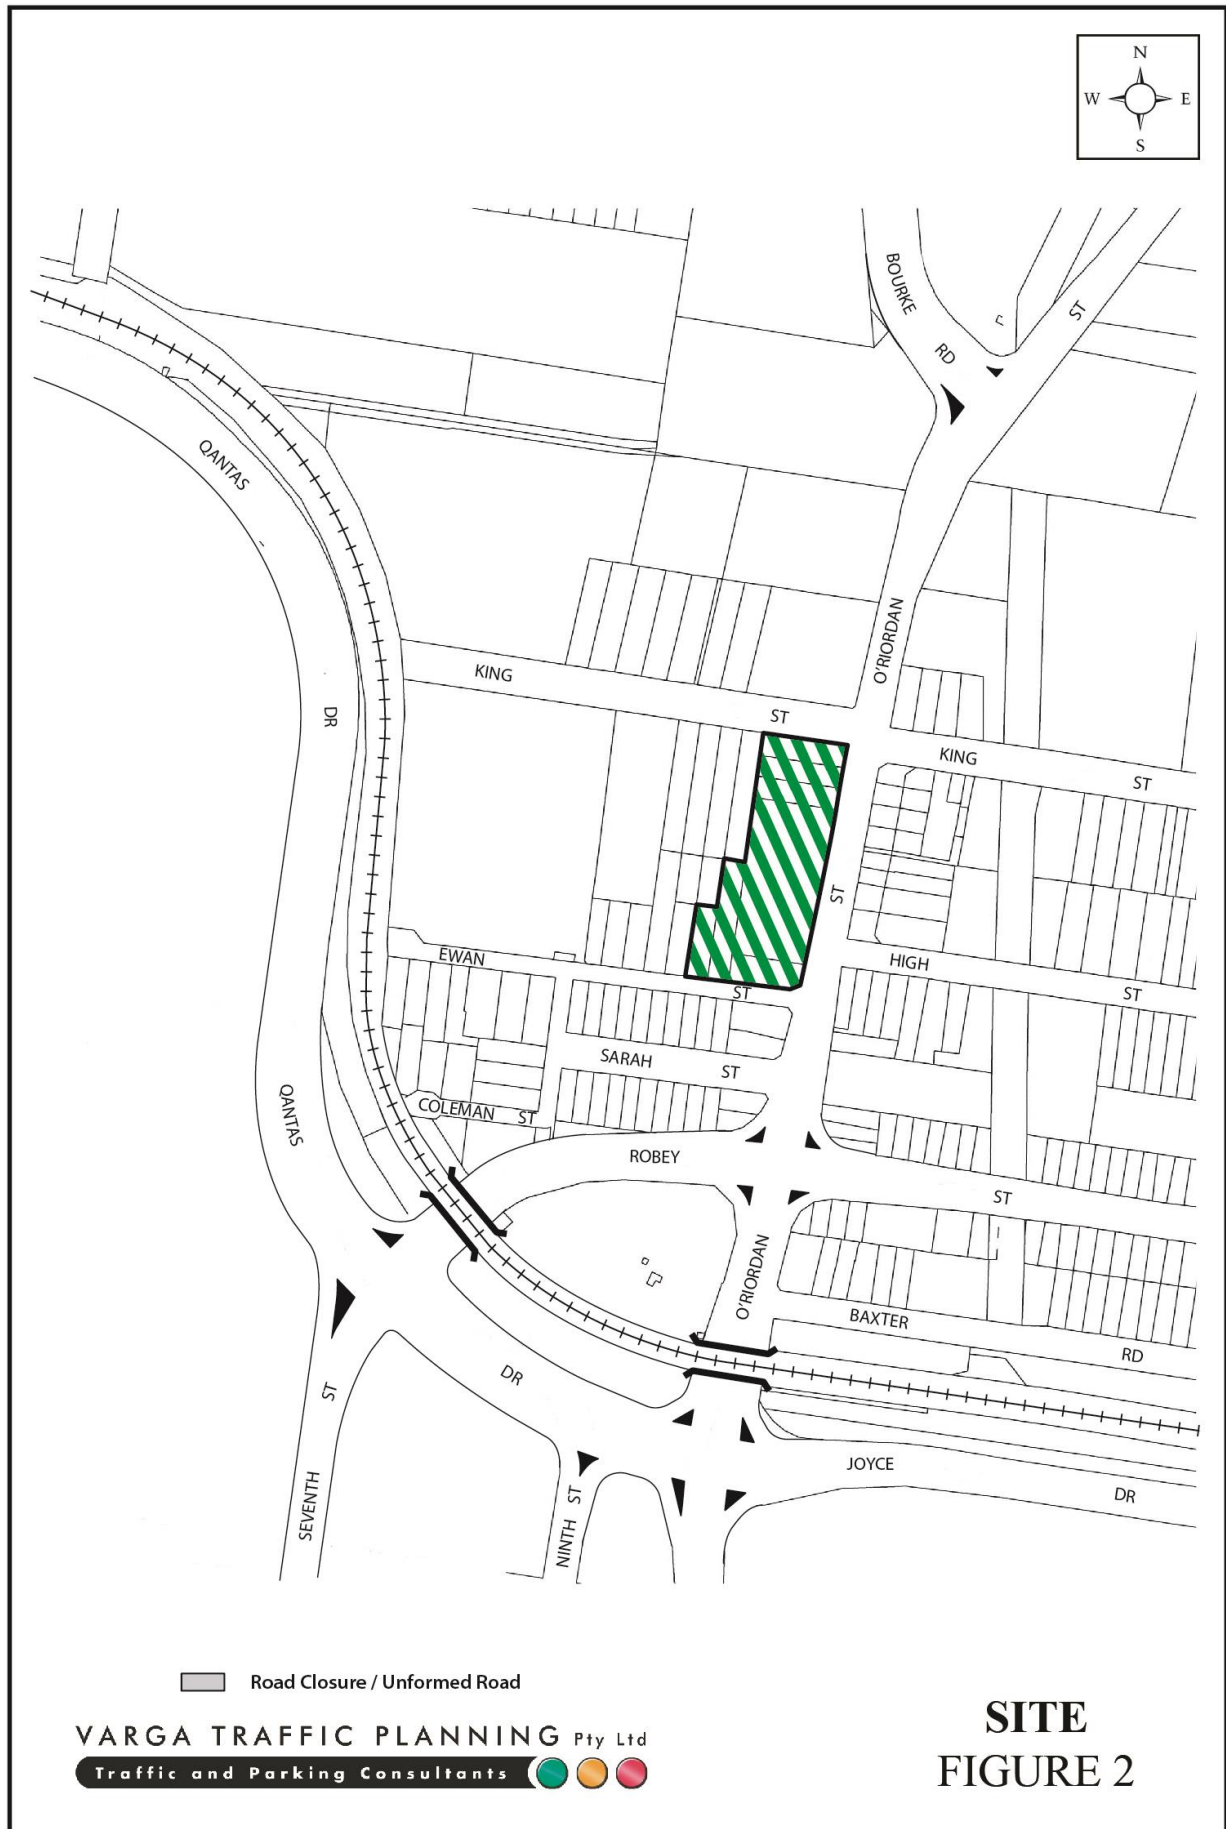 N
W E
S
BOURKE
RD
ST
QANTAS
O'RIORDAN
KING
DR
ST
KING
ST
ST
EWAN
HIGH
ST
ST
SARAH
ST
COLEMAN ST
QANTAS
ROBEY
ST
O'RIORDAN
BAXTER
RD
DR
ST
JOYCE
SEVENTH
NINTH ST
DR
Road Closure / Unformed Road
VARGA TRAFFIC PLANNING Pty Ltd
Traffic and Parking Consultants
SITE
FIGURE 2